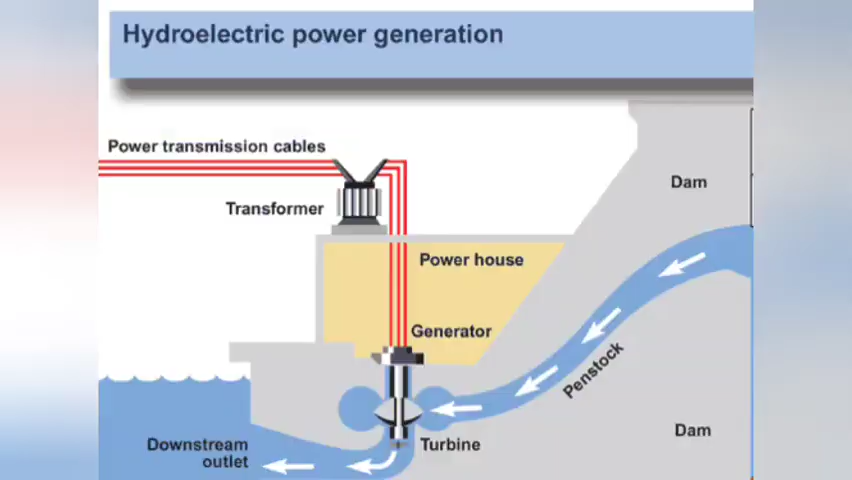 Hydroelectric power generation
Power transmission cables
Dam
Transformer
Power house
Generator
Penstock
Dam
Turbine
Downstream
outlet